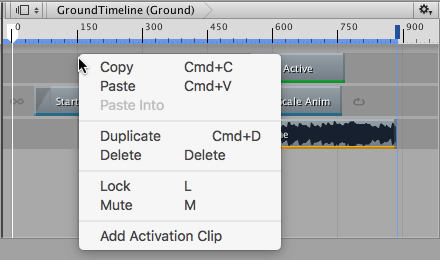 GroundTimeline (Ground)
0 150 300 450 600 750 900
Active
Copy Cmd+C
Paste Cmd+V
Paste Into
Start
cale Anim
Duplicate Cmd+D
Delete Delete
Lock L
Mute M
Add Activation Clip